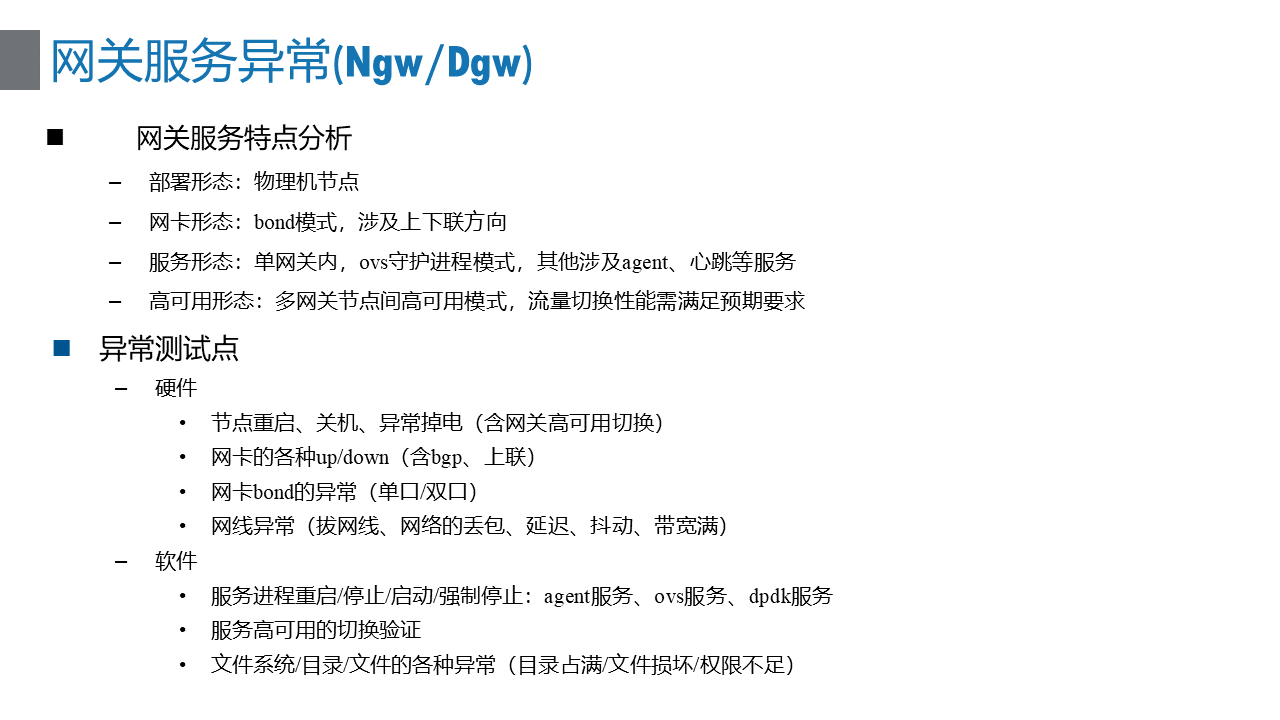 网关服务异常(Ngw/Dgw)
■ 网关服务特点分析
– 部署形态：物理机节点
– 网卡形态：bond模式，涉及上下联方向
– 服务形态：单网关内，ovs守护进程模式，其他涉及agent、心跳等服务
– 高可用形态：多网关节点间高可用模式，流量切换性能需满足预期要求
■ 异常测试点
– 硬件
• 节点重启、关机、异常掉电（含网关高可用切换）
• 网卡的各种up/down（含bgp、上联）
• 网卡bond的异常（单口/双口）
• 网线异常（拔网线、网络的丢包、延迟、抖动、带宽满）
– 软件
• 服务进程重启/停止/启动/强制停止：agent服务、ovs服务、dpdk服务
• 服务高可用的切换验证
• 文件系统/目录/文件的各种异常（目录占满/文件损坏/权限不足）